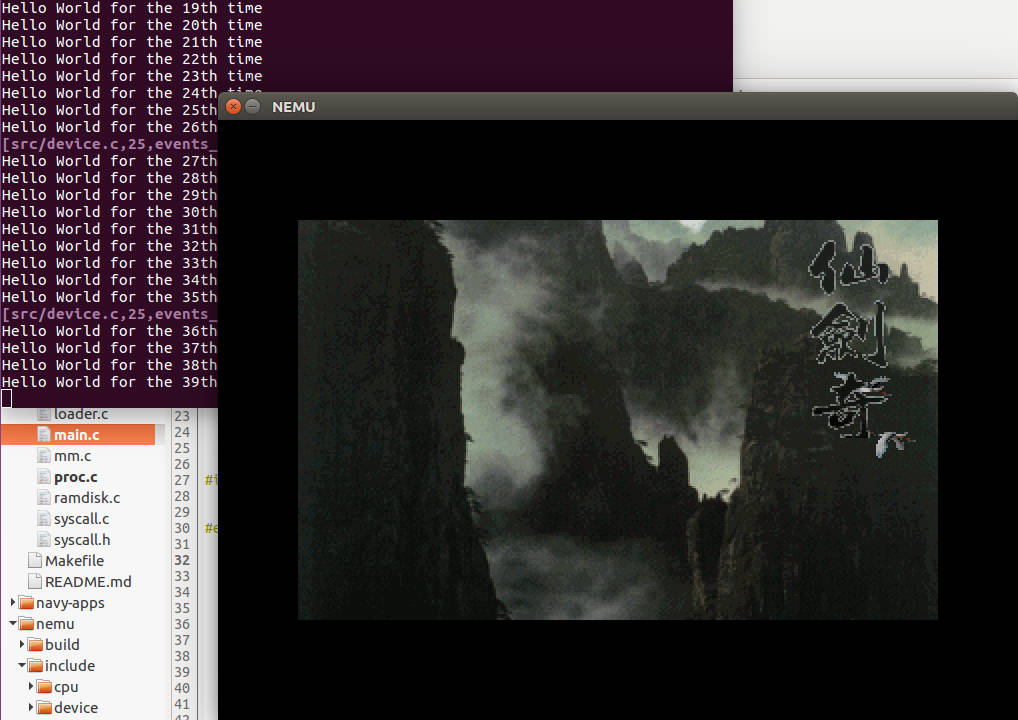 Hello World for the 19th time
Hello World for the 20th time
Hello World for the 21th time
Hello World for the 22th time
Hello World for the 23th time
Hello World for the 24th time
Hello World for the 25th
Hello World for the 26th
[src/device.c,25,events_
Hello World for the 27th
Hello World for the 28th
Hello World for the 29th
Hello World for the 30th
Hello World for the 31th
Hello World for the 32th
Hello World for the 33th
Hello World for the 34th
Hello World for the 35th
[src/device.c,25,events_
Hello World for the 36th
Hello World for the 37th
Hello World for the 38th
Hello World for the 39th
NEMU
仙
劍
奇
loader.c
main.c
mm.c
proc.c
ramdisk.c
syscall.c
syscall.h
Makefile
README.md
navy-apps
nemu
build
include
cpu
device
23
24
25
26
27 #i
28
29
30 #e
31
32
33
34
35
36
37
38
39
40
41
42